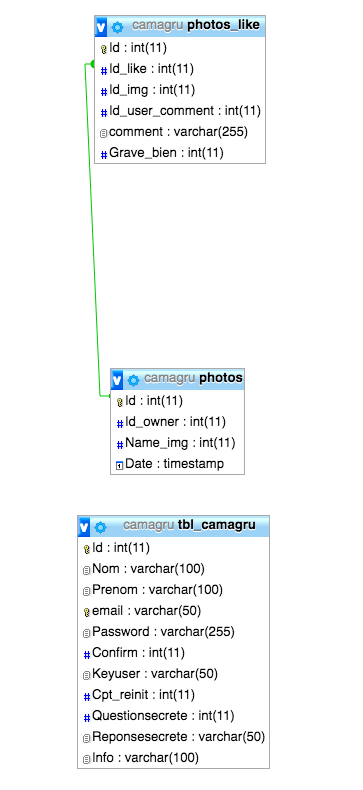 v camagru photos_like
Id : int(11)
Id_like : int(11)
Id_img : int(11)
Id_user_comment : int(11)
comment : varchar(255)
Grave_bien : int(11)
v camagru photos
Id : int(11)
Id_owner : int(11)
Name_img : int(11)
Date : timestamp
v camagru tbl_camagru
Id : int(11)
Nom : varchar(100)
Prenom : varchar(100)
email : varchar(50)
Password : varchar(255)
Confirm : int(11)
Keyuser : varchar(50)
Cpt_reinit : int(11)
Questionsecrete : int(11)
Reponsesecrete : varchar(50)
Info : varchar(100)